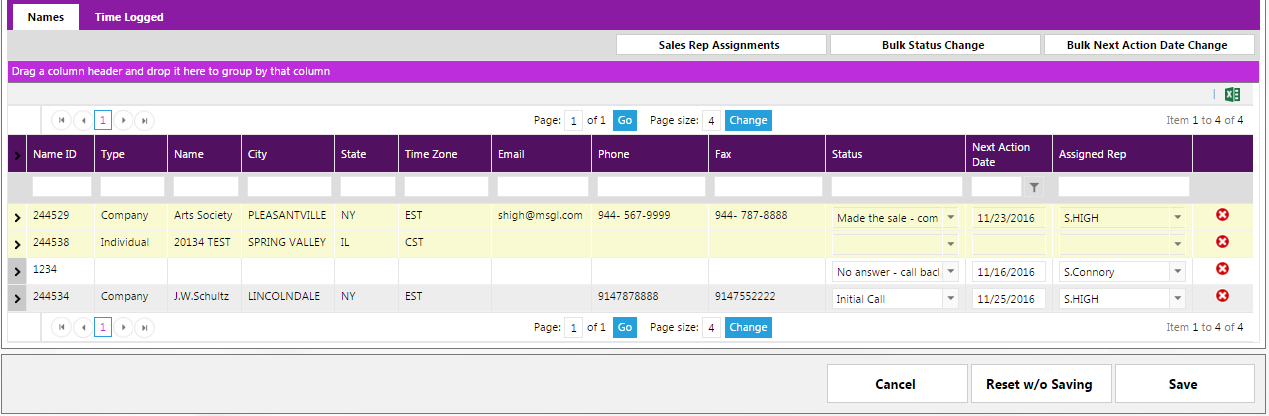 Names Time Logged
Sales Rep Assignments Bulk Status Change Bulk Next Action Date Change
Drag a column header and drop it here to group by that column
1 Page: 1 of 1 Go Page size: 4 Change Item 1 to 4 of 4
Name ID Type Name City State Time Zone Email Phone Fax Status Next Action Date Assigned Rep
244529 Company Arts Society PLEASANTVILLE NY EST shigh@msgl.com 944- 567-9999 944- 787-8888 Made the sale - com 11/23/2016 S.HIGH
244538 Individual 20134 TEST SPRING VALLEY IL CST
1234 No answer - call back 11/16/2016 S.Connory
244534 Company J.W.Schultz LINCOLNDALE NY EST 9147878888 9147552222 Initial Call 11/25/2016 S.HIGH
1 Page: 1 of 1 Go Page size: 4 Change Item 1 to 4 of 4
Cancel Reset w/o Saving Save